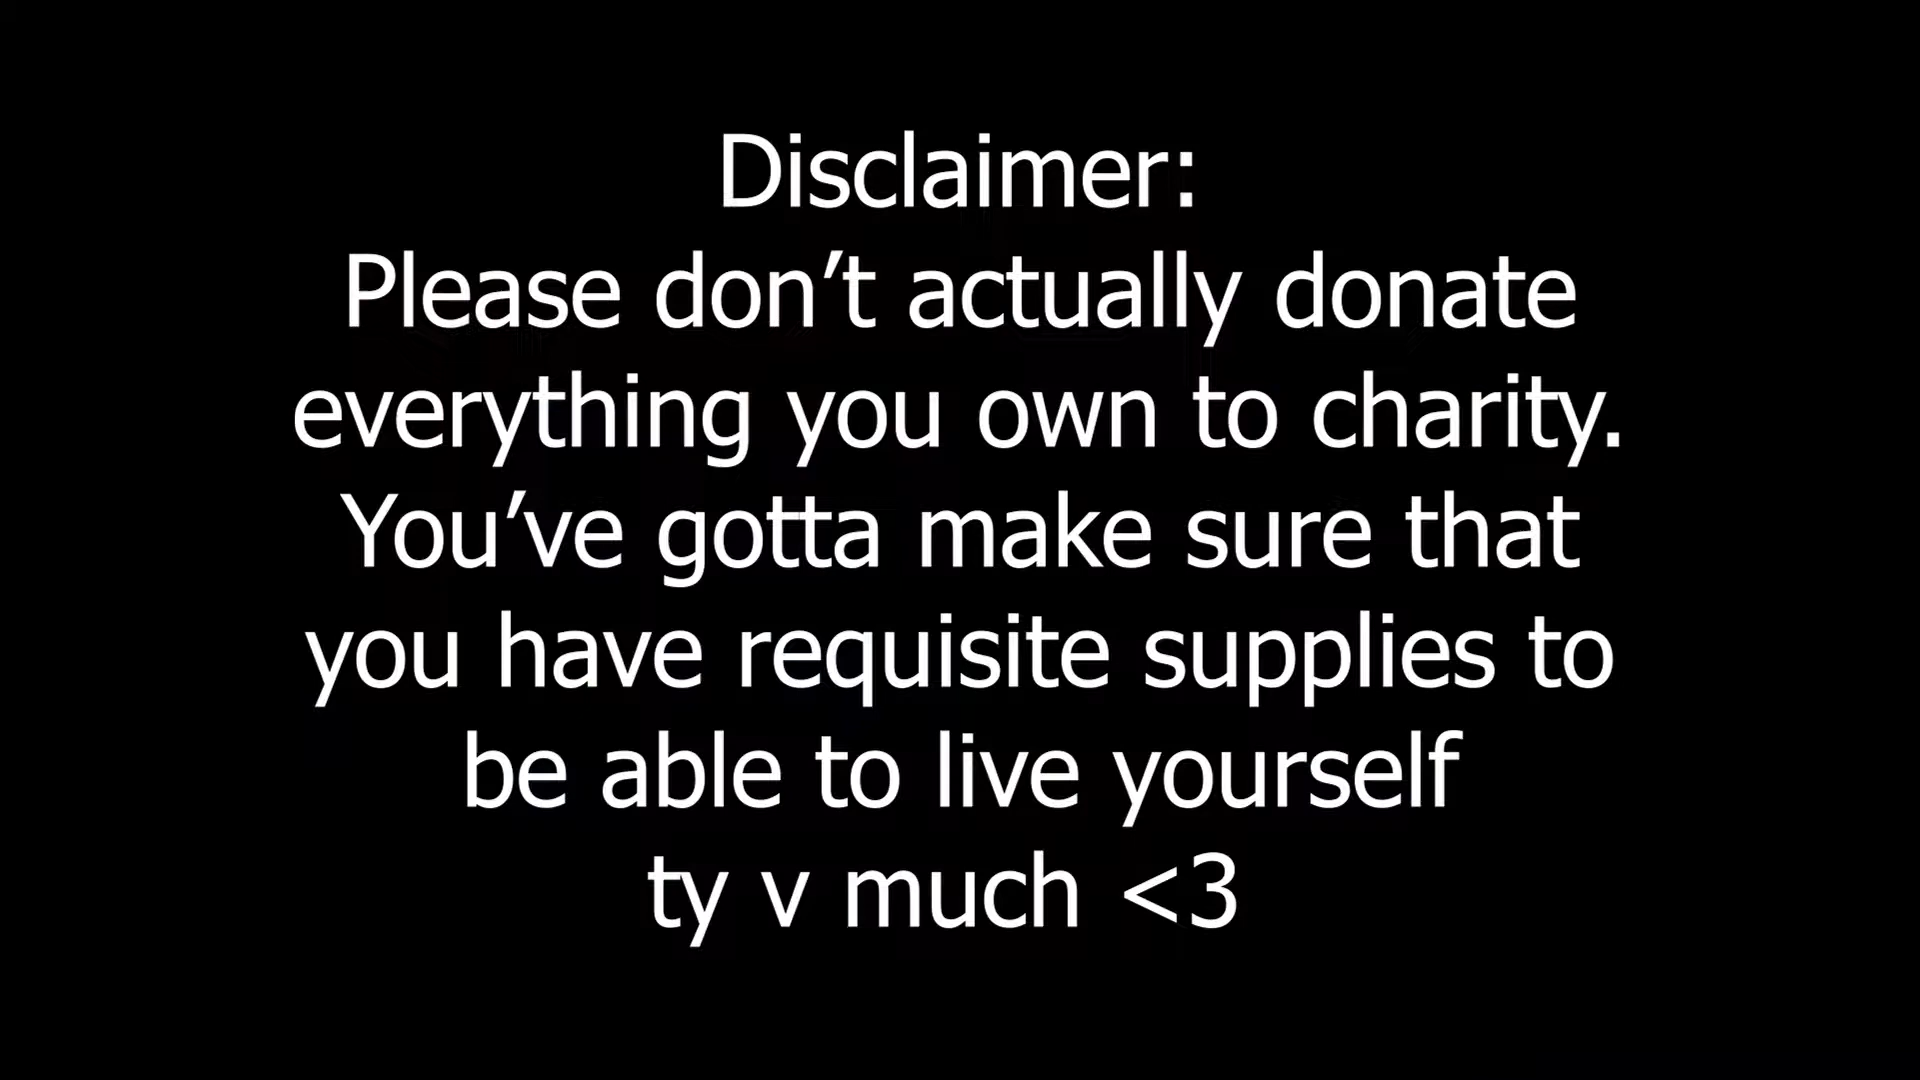 Disclaimer:
Please don’t actually donate
everything you own to charity.
You’ve gotta make sure that
you have requisite supplies to
be able to live yourself
ty v much <3